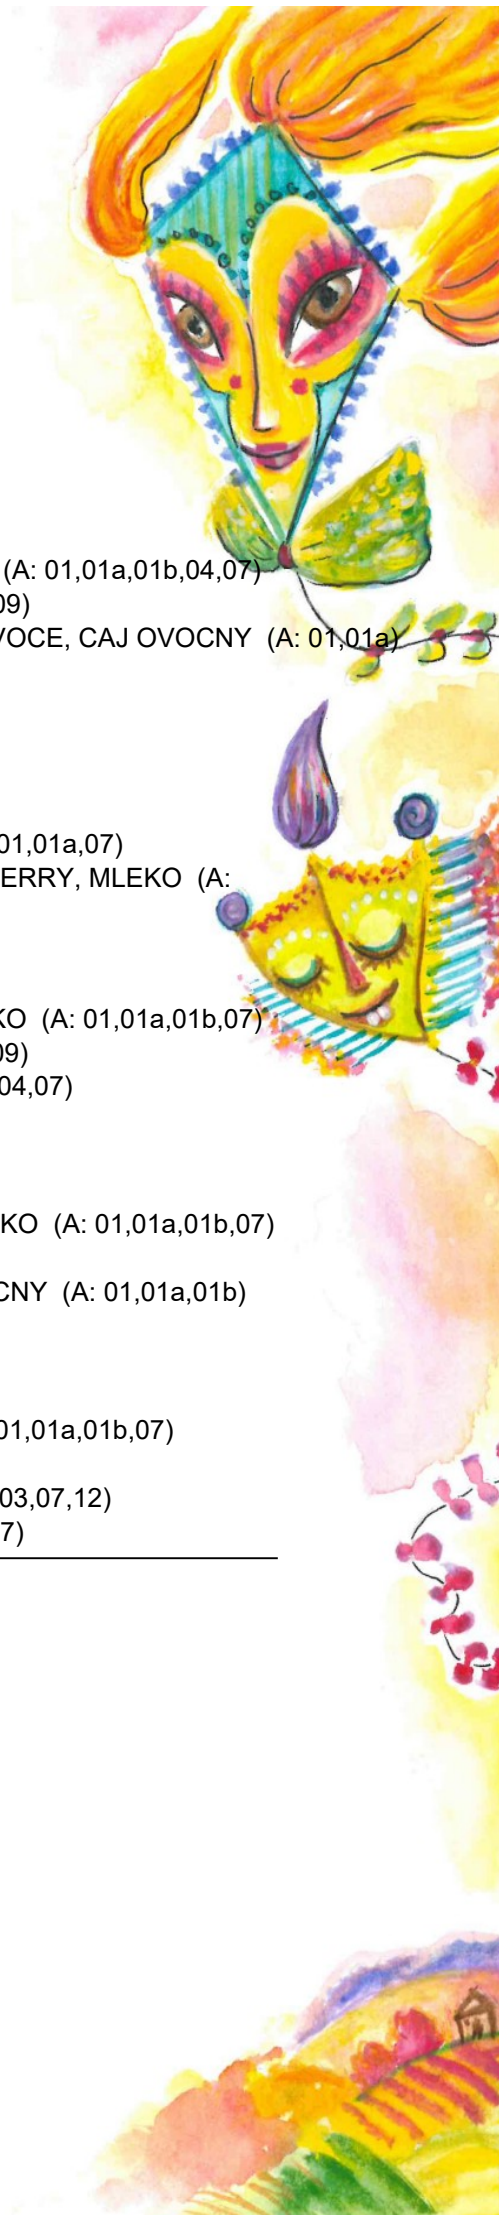 (A: 01,01a,01b,04,07)
09)
VOCE, CAJ OVOCNY (A: 01,01a)
01,01a,07)
ERRY, MLEKO (A:
KO (A: 01,01a,01b,07)
09)
04,07)
KO (A: 01,01a,01b,07)
CNY (A: 01,01a,01b)
01,01a,01b,07)
03,07,12)
7)